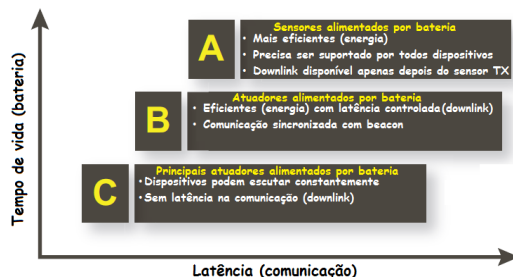 Tempo de vida (bateria)
A
Sensores alimentados por bateria
• Mais eficientes (energia)
• Precisa ser suportado por todos dispositivos
• Downlink disponível apenas depois do sensor TX
B
Atuadores alimentados por bateria
• Eficientes (energia) com latência controlada(downlink)
• Comunicação sincronizada com beacon
C
Principais atuadores alimentados por bateria
• Dispositivos podem escutar constantemente
• Sem latência na comunicação (downlink)
Latência (comunicação)